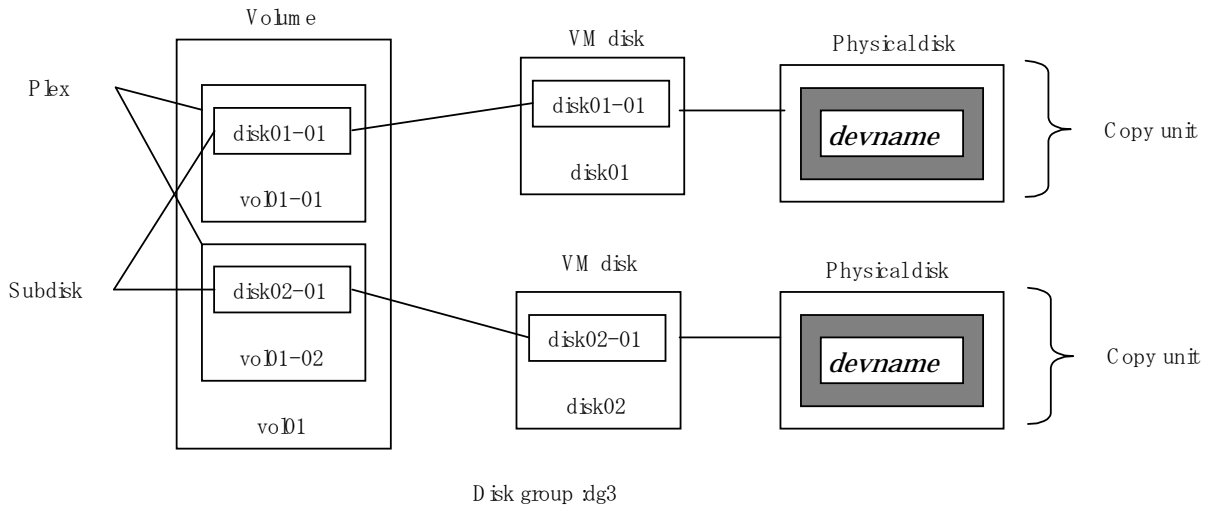 Volume
VM disk
Physical disk
Plex
disk01-01
disk01-01
devname
Copy unit
disk01
vol01-01
VM disk
Physical disk
Subdisk
disk02-01
disk02-01
devname
Copy unit
vol01-02
disk02
vol01
Disk group :dg3